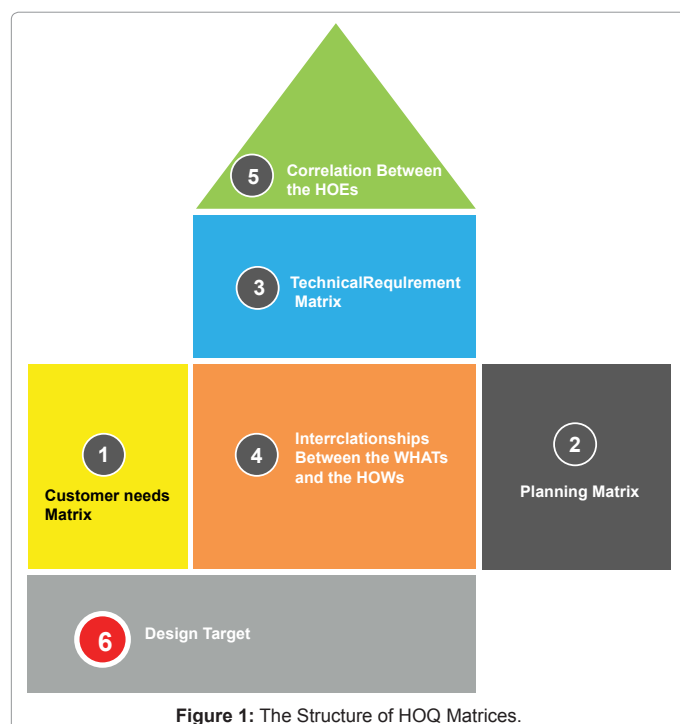 5
Correlation Between
the HOEs
3
TechnicalRequIrement
Matrix
1
Customer needs
Matrix
4
Interrclationships
Between the WHATs
and the HOWs
2
Planning Matrix
6
Design Target
Figure 1: The Structure of HOQ Matrices.